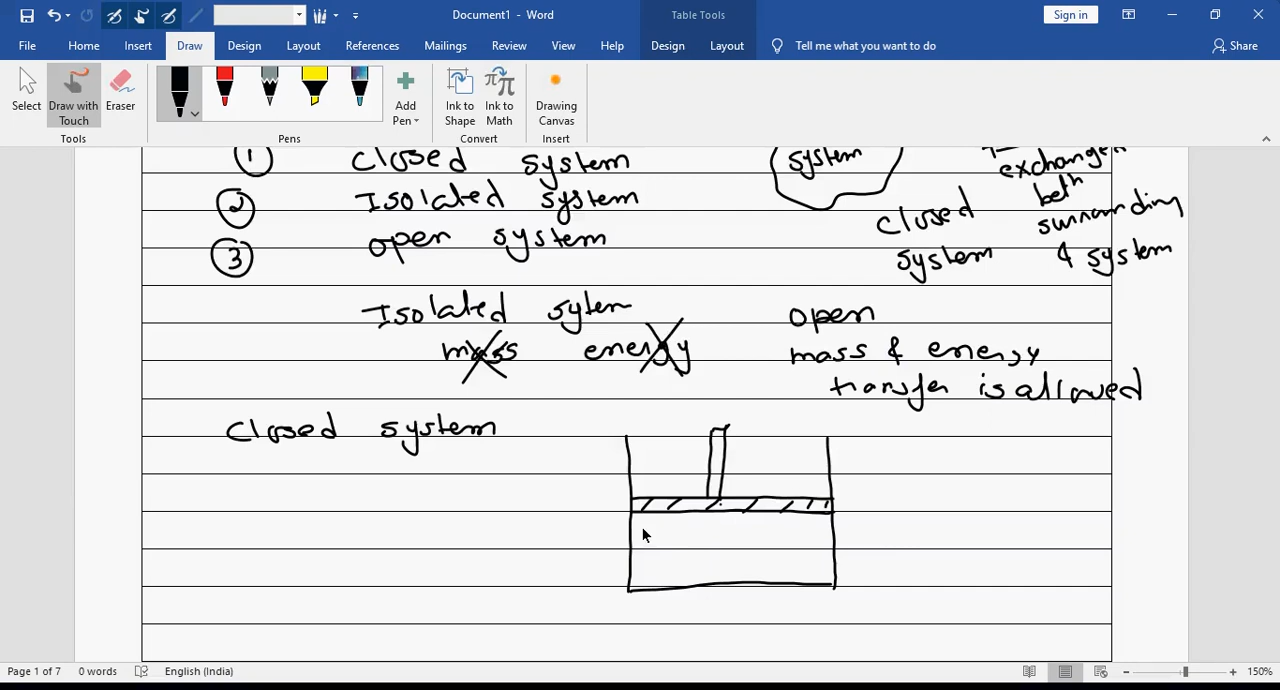 Document1 - Word
Table Tools
Sign in
File Home Insert Draw Design Layout References Mailings Review View Help Design Layout Tell me what you want to do Share
Select Draw with Touch Eraser Add Pen Ink to Shape Ink to Math Drawing Canvas
Tools Pens Convert Insert
1 closed system
2 Isolated system
3 open system
system
closed
system
exchange
betⁿ
surrounding
& system
Isolated sytem
mass energy
open
mass & energy
transfer is allowed
closed system
Page 1 of 7 0 words English (India) 150%